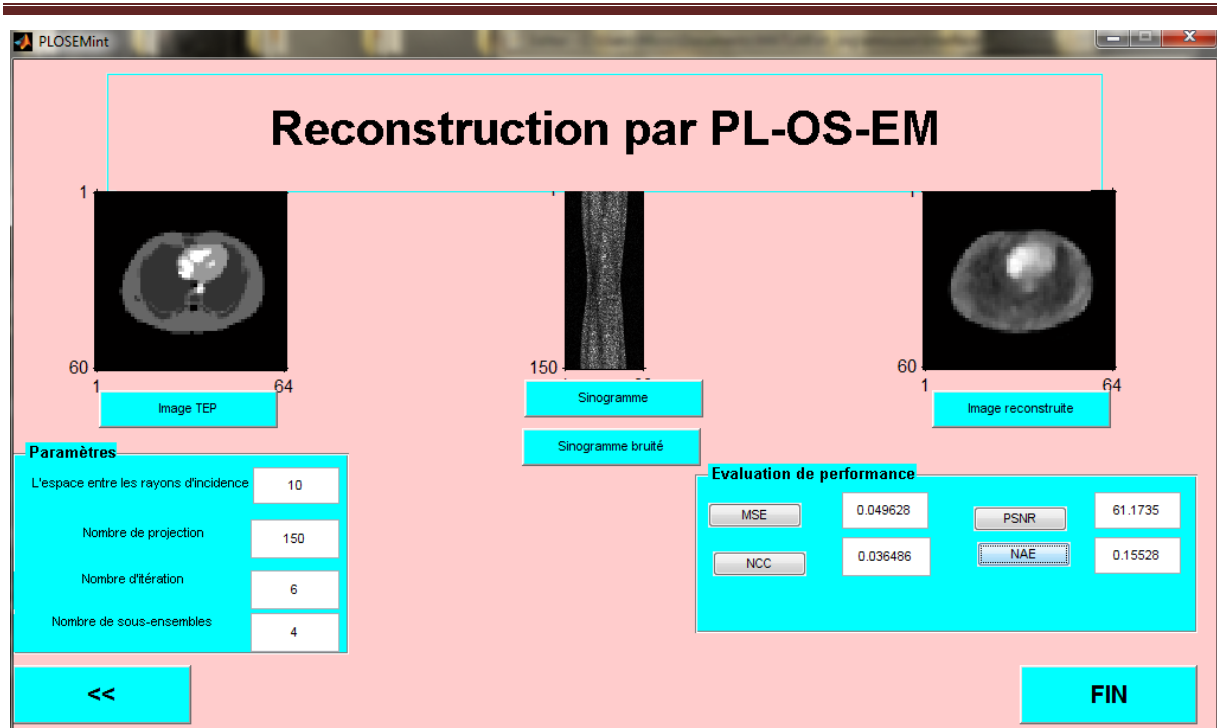 PLOSEMint
Reconstruction par PL-OS-EM
1
60
1
64
Image TEP
150
Sinogramme
Sinogramme bruité
60
1
64
Image reconstruite
Paramètres
L'espace entre les rayons d'incidence 10
Nombre de projection 150
Nombre d'itération 6
Nombre de sous-ensembles 4
Evaluation de performance
MSE 0.049628 PSNR 61.1735
NCC 0.036486 NAE 0.15528
<< FIN